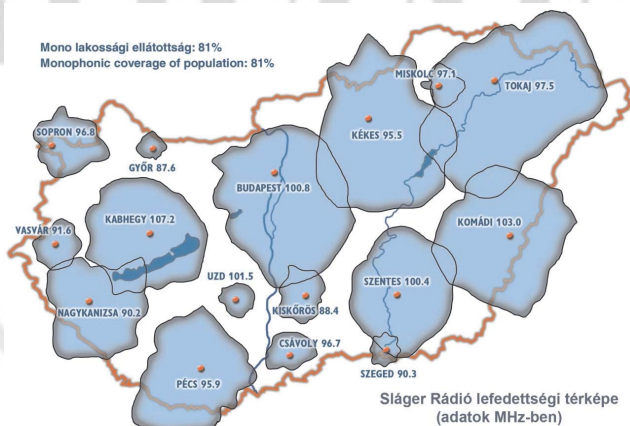 Mono lakossági ellátottság: 81%
Monophonic coverage of population: 81%
MISKOLC 97.1
TOKAJ 97.5
SOPRON 96.8
KÉKES 95.5
GYŐR 87.6
BUDAPEST 100.8
KABHEGY 107.2
KOMÁDI 103.0
VASVÁR 91.6
UZD 101.5
SZENTES 100.4
NAGYKANIZSA 90.2
KISKŐRÖS 88.4
CSÁVOLY 96.7
SZEGED 90.3
PÉCS 95.9
Sláger Rádió lefedettségi térképe
(adatok MHz-ben)